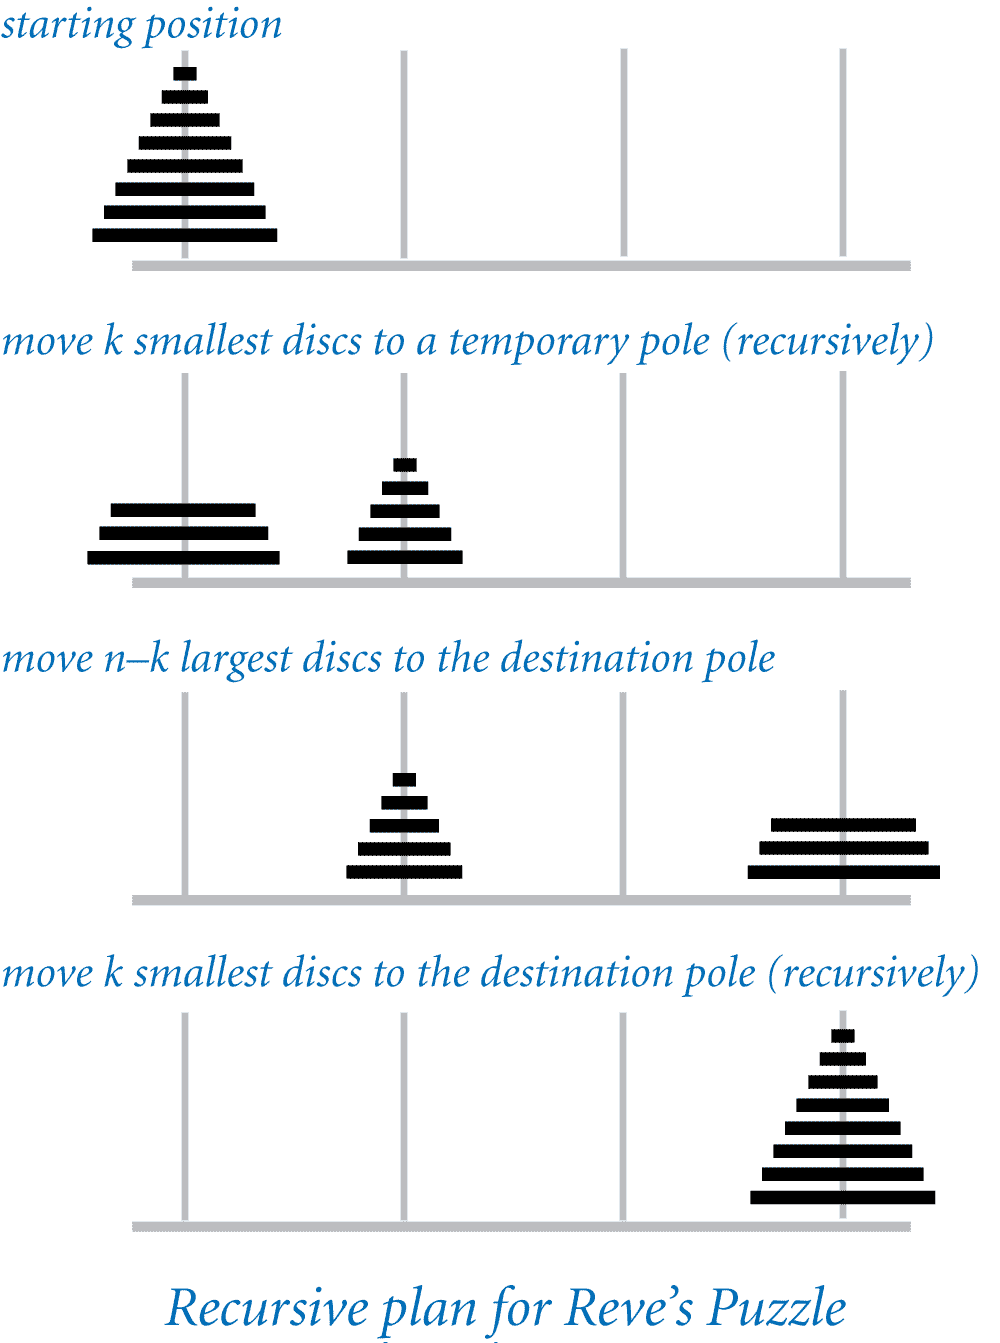 starting position
move k smallest discs to a temporary pole (recursively)
move n–k largest discs to the destination pole
move k smallest discs to the destination pole (recursively)
Recursive plan for Reve’s Puzzle